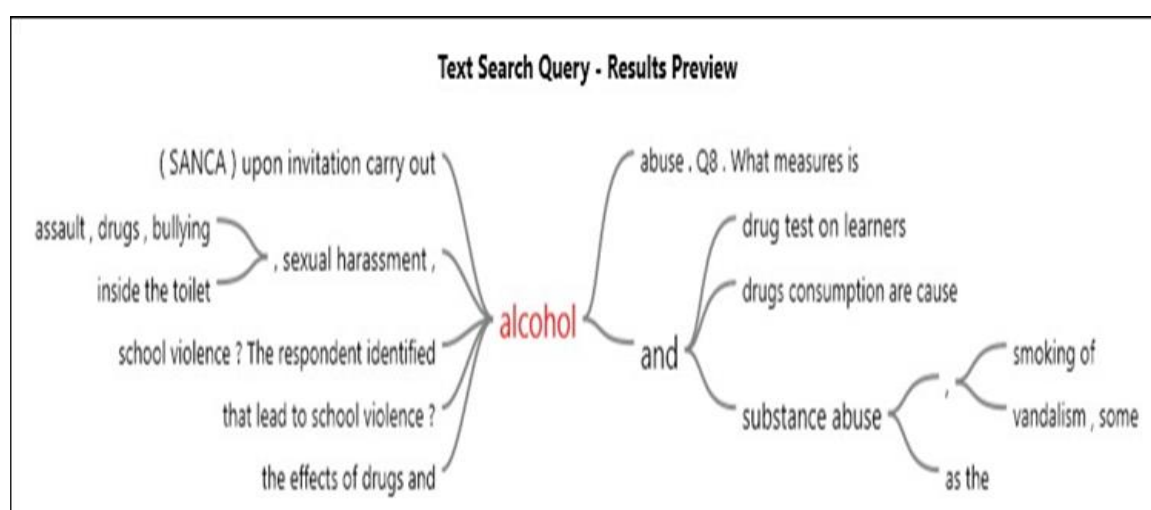 Text Search Query - Results Preview
( SANCA ) upon invitation carry out
assault , drugs , bullying
inside the toilet
, sexual harassment ,
school violence ? The respondent identified
that lead to school violence ?
the effects of drugs and
alcohol
abuse . Q8 . What measures is
and
drug test on learners
drugs consumption are cause
substance abuse
,
smoking of
vandalism , some
as the